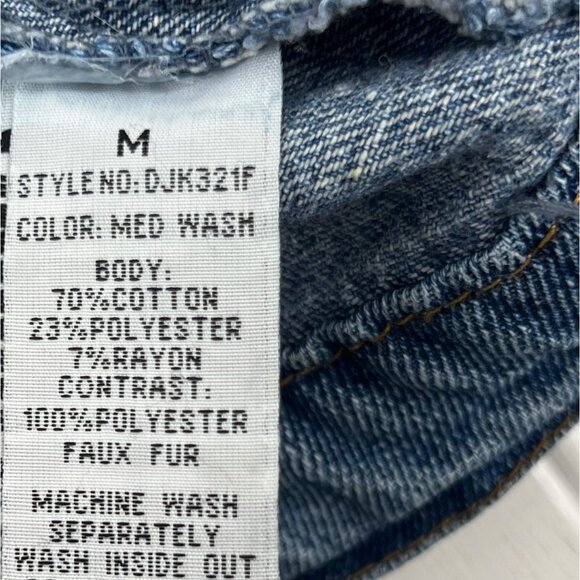 M
STYLE NO: DJK321F
COLOR: MED WASH
BODY:
70%COTTON
23%POLYESTER
7%RAYON
CONTRAST:
100%POLYESTER
FAUX FUR
MACHINE WASH
SEPARATELY
WASH INSIDE OUT